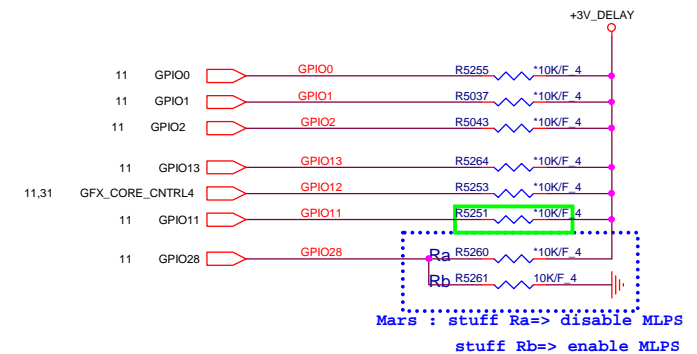 +3V_DELAY
11 GPIO0 GPIO0 R5255 *10K/F_4
11 GPIO1 GPIO1 R5037 *10K/F_4
11 GPIO2 GPIO2 R5043 *10K/F_4
11 GPIO13 GPIO13 R5264 *10K/F_4
11,31 GFX_CORE_CNTRL4 GPIO12 R5253 *10K/F_4
11 GPIO11 GPIO11 R5251 *10K/F_4
11 GPIO28 GPIO28 Ra R5260 *10K/F_4
Rb R5261 10K/F_4
Mars : stuff Ra=> disable MLPS
stuff Rb=> enable MLPS